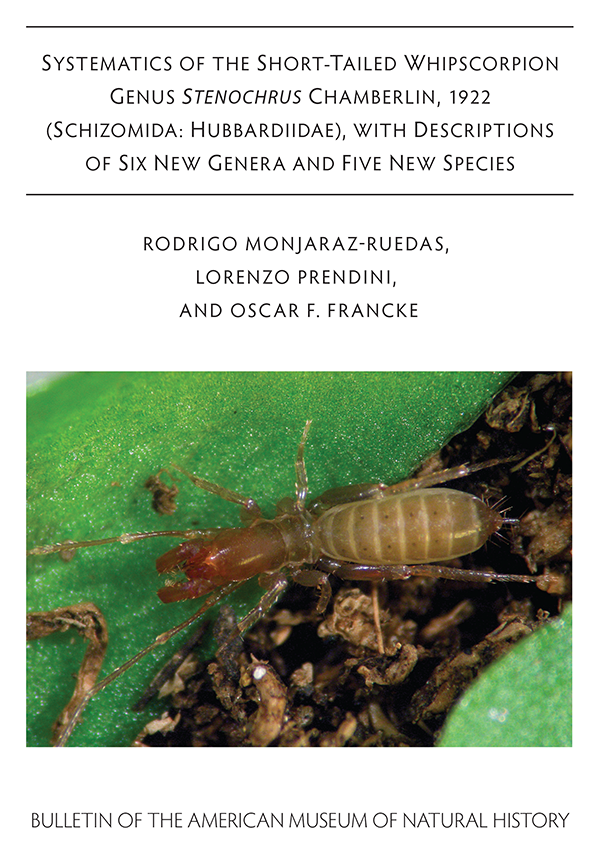 Systematics of the Short-Tailed Whipscorpion
Genus Stenochrus Chamberlin, 1922
(Schizomida: Hubbardiidae), with Descriptions
of Six New Genera and Five New Species
RODRIGO MONJARAZ-RUEDAS,
LORENZO PRENDINI,
AND OSCAR F. FRANCKE
BULLETIN OF THE AMERICAN MUSEUM OF NATURAL HISTORY